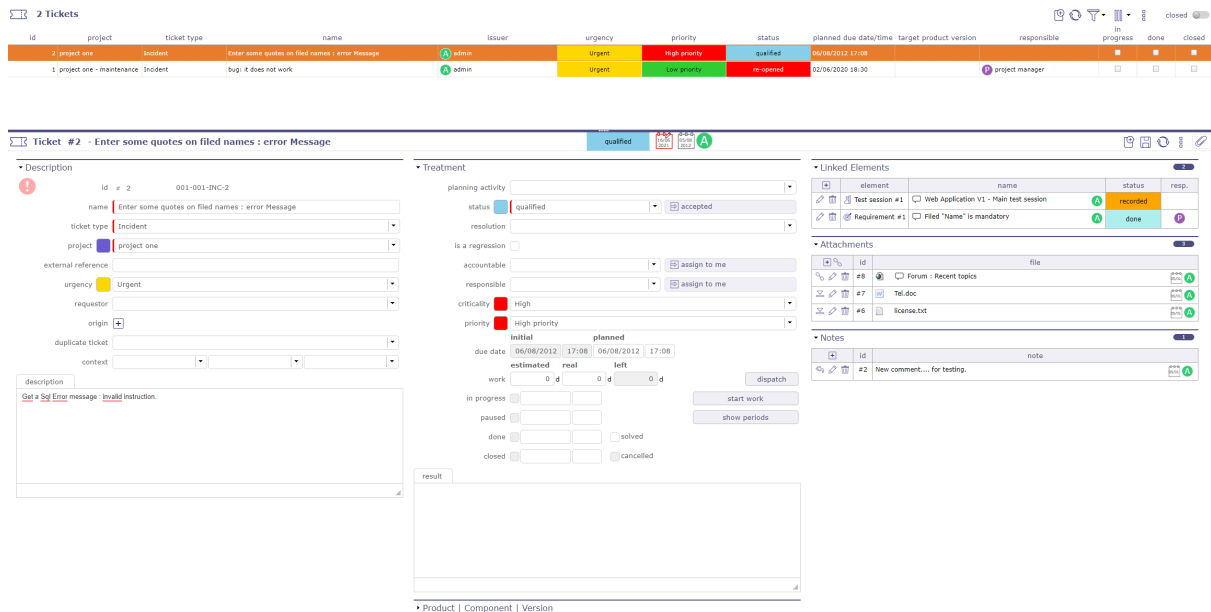 2 Tickets
closed
id project ticket type name issuer urgency priority status planned due date/time target product version responsible in progress done closed
2 project one Incident Enter some quotes on filed names : error Message A admin Urgent High priority qualified 06/08/2012 17:08
1 project one - maintenance Incident bug: it does not work A admin Urgent Low priority re-opened 02/06/2020 18:30 P project manager
Ticket #2 - Enter some quotes on filed names : error Message qualified A
Description
id # 2 001-001-INC-2
name Enter some quotes on filed names : error Message
ticket type Incident
project project one
external reference
urgency Urgent
requestor
origin
duplicate ticket
context
description
Get a Sql Error message : invalid instruction.
Treatment
planning activity
status qualified accepted
resolution
is a regression
accountable assign to me
responsible assign to me
criticality High
priority High priority
initial planned
due date 06/08/2012 17:08 06/08/2012 17:08
estimated real left
work 0 d 0 d 0 d dispatch
in progress start work
paused show periods
done solved
closed cancelled
result
Product | Component | Version
Linked Elements 2
element name status resp.
Test session #1 Web Application V1 - Main test session A recorded
Requirement #1 Filed "Name" is mandatory A done P
Attachments 3
id file
#8 Forum : Recent topics A
#7 Tel.doc A
#6 license.txt A
Notes 1
id note
#2 New comment.... for testing. A